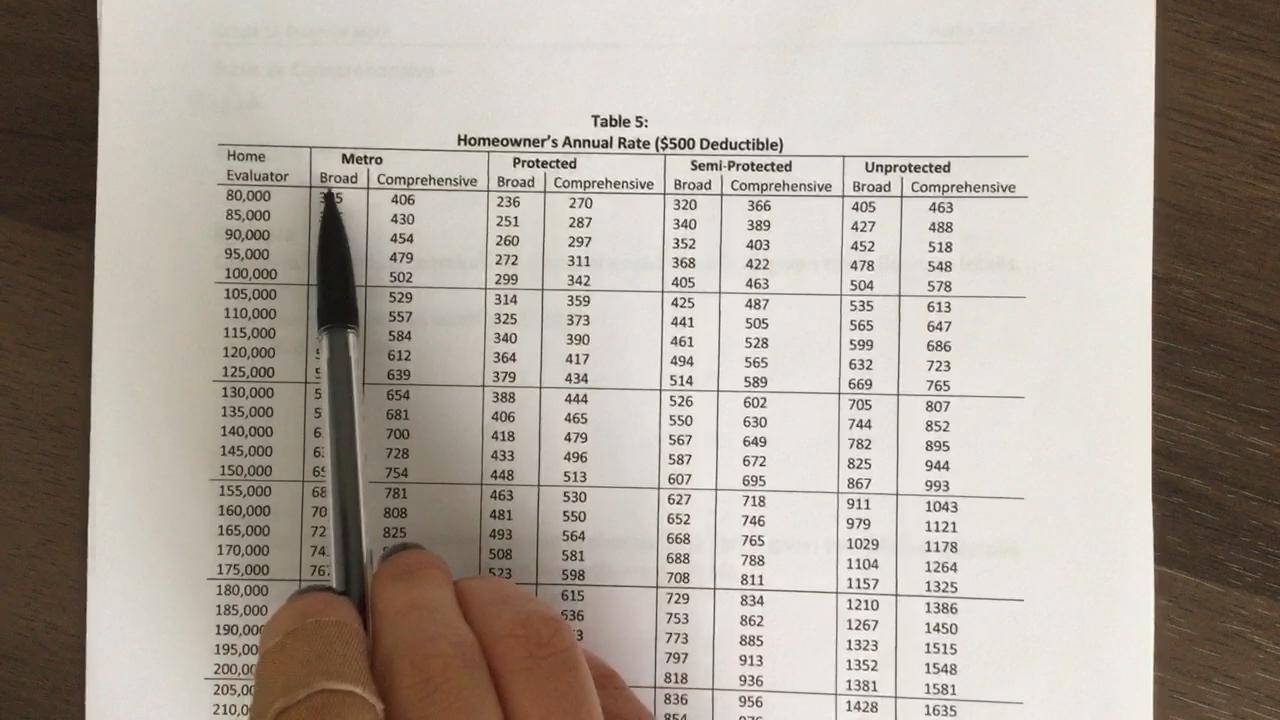 Table 5:
Homeowner's Annual Rate ($500 Deductible)
Home Evaluator Metro Protected Semi-Protected Unprotected
Broad Comprehensive Broad Comprehensive Broad Comprehensive Broad Comprehensive
80,000 406 236 270 320 366 405 463
85,000 430 251 287 340 389 427 488
90,000 454 260 297 352 403 452 518
95,000 479 272 311 368 422 478 548
100,000 502 299 342 405 463 504 578
105,000 529 314 359 425 487 535 613
110,000 557 325 373 441 505 565 647
115,000 584 340 390 461 528 599 686
120,000 612 364 417 494 565 632 723
125,000 639 379 434 514 589 669 765
130,000 654 388 444 526 602 705 807
135,000 681 406 465 550 630 744 852
140,000 700 418 479 567 649 782 895
145,000 728 433 496 587 672 825 944
150,000 754 448 513 607 695 867 993
155,000 781 463 530 627 718 911 1043
160,000 808 481 550 652 746 979 1121
165,000 825 493 564 668 765 1029 1178
170,000 508 581 688 788 1104 1264
175,000 523 598 708 811 1157 1325
180,000 615 729 834 1210 1386
185,000 636 753 862 1267 1450
190,000 773 885 1323 1515
797 913 1352 1548
818 936 1381 1581
836 956 1428 1635